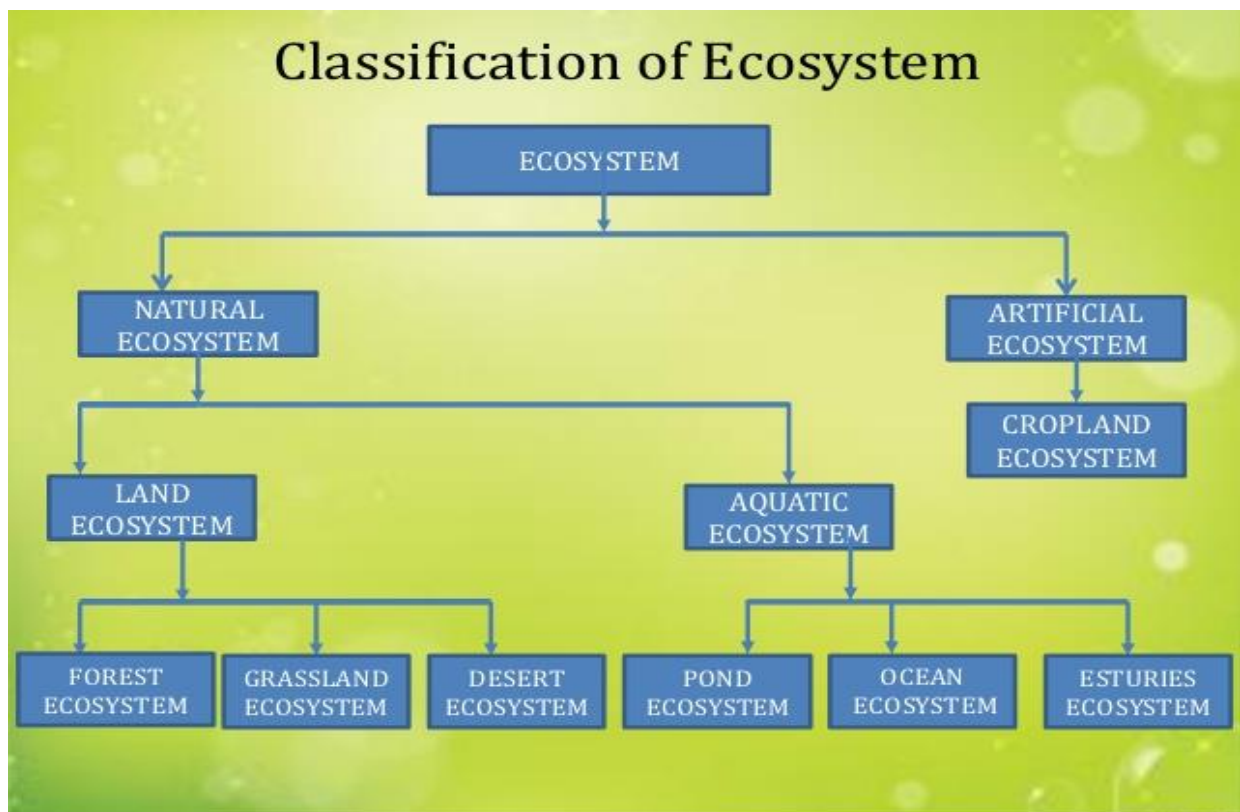 Classification of Ecosystem
ECOSYSTEM
NATURAL
ECOSYSTEM
ARTIFICIAL
ECOSYSTEM
CROPLAND
ECOSYSTEM
LAND
ECOSYSTEM
AQUATIC
ECOSYSTEM
FOREST
ECOSYSTEM
GRASSLAND
ECOSYSTEM
DESERT
ECOSYSTEM
POND
ECOSYSTEM
OCEAN
ECOSYSTEM
ESTURIES
ECOSYSTEM